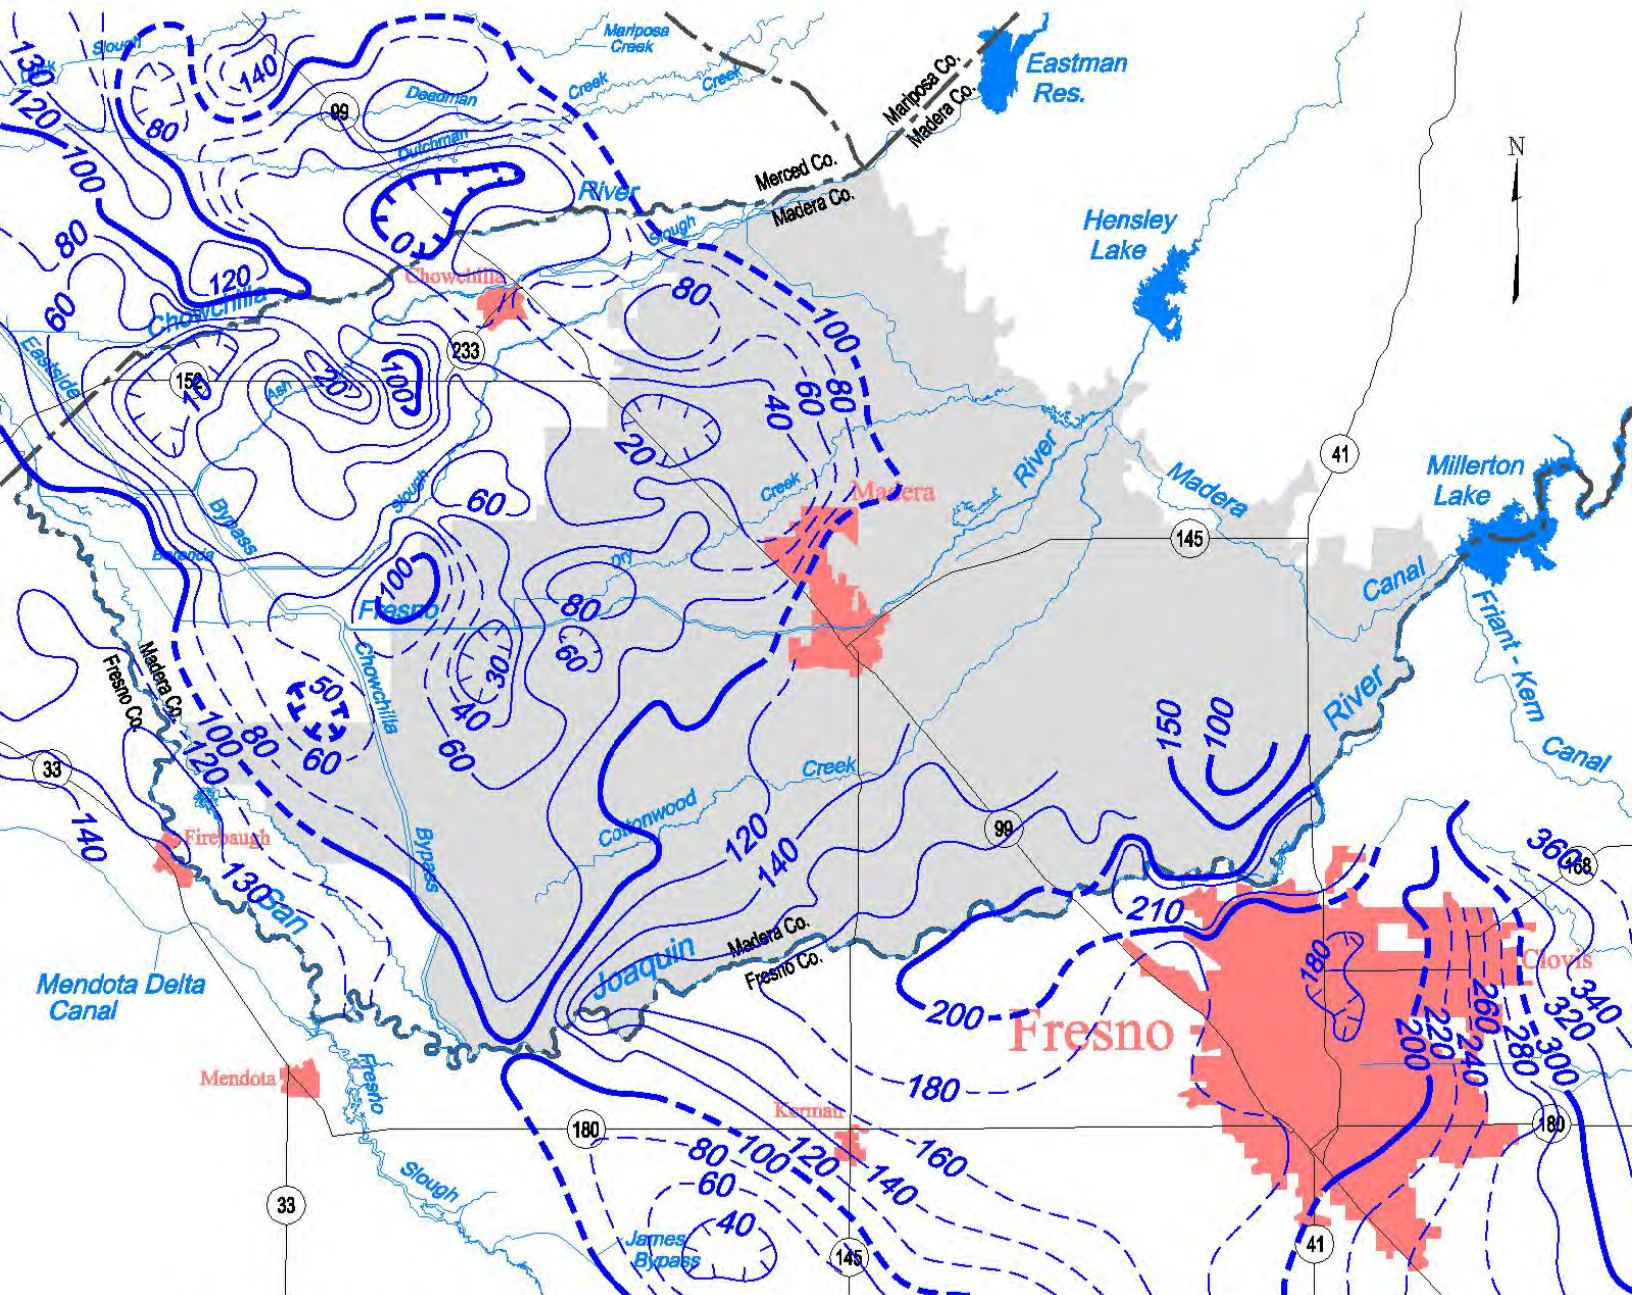 Mariposa
Creek
Slough
130
140
Eastman
Res.
Mariposa Co.
Madera Co.
Creek
Creek
Deadman
120
99
80
Dutchman
N
100
Merced Co.
Madera Co.
River
Slough
Hensley
Lake
80
0
120
Chowchilla
Chowchilla
60
80
100
Eastside
233
152
10
Ash
20
100
80
60
40
20
41
River
Millerton
Lake
Madera
Creek
Madera
Slough
60
Bypass
145
Berenda
Dry
Canal
100
Fresno
80
Friant - Kern
Canal
60
30
Madera Co.
Fresno Co.
Chowchilla
50
40
River
150
100
100
80
60
120
60
33
Creek
Cottonwood
99
140
Firebaugh
Bypass
120
140
360
168
130
San
210
Madera Co.
Fresno Co.
Joaquin
180
Clovis
Mendota Delta
Canal
200
Fresno
200
220
260
240
280
320
340
300
Mendota
Fresno
180
Kerman
180
180
80
100
120
140
160
60
Slough
33
40
James
Bypass
145
41